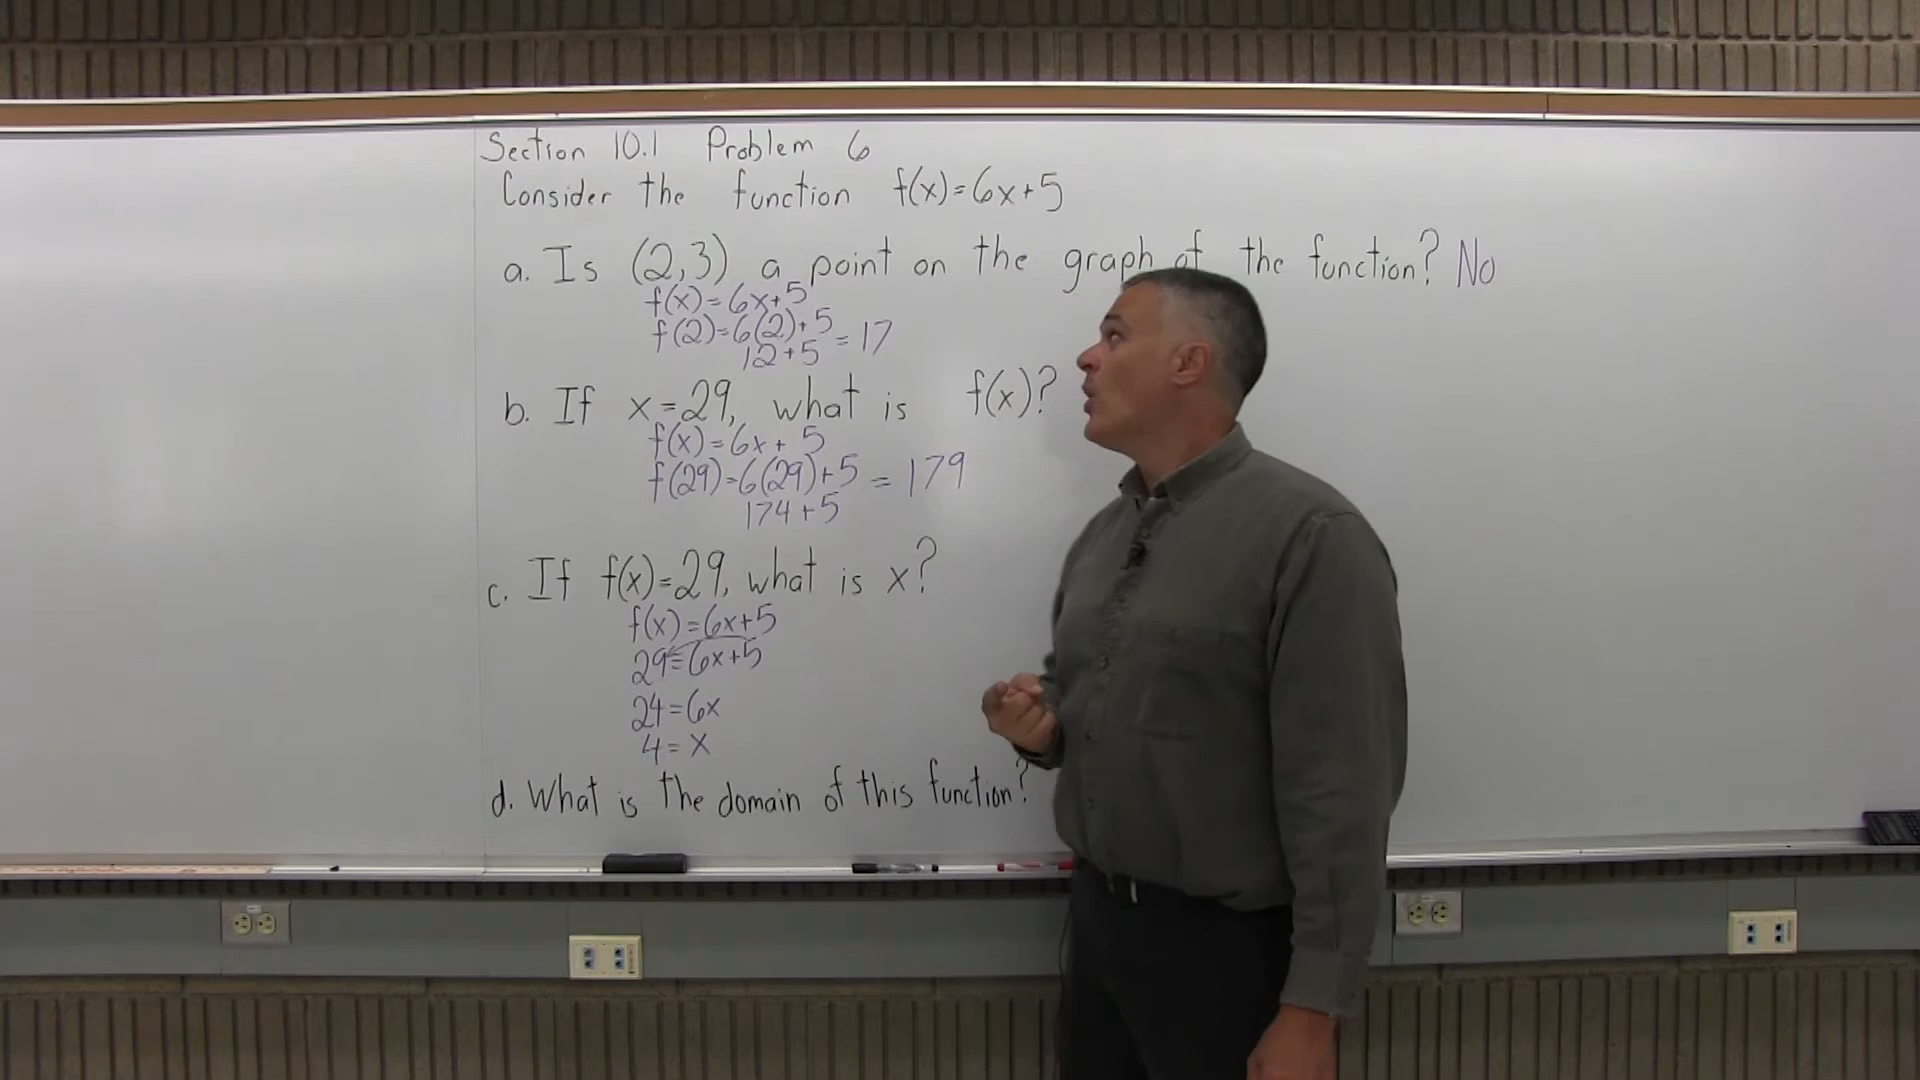 Section 10.1 Problem 6
Consider the function f(x)=6x+5
a. Is (2,3) a point on the graph of the function? No
f(x)=6x+5
f(2)=6(2)+5 = 17
12+5
b. If x=29, what is f(x)?
f(x)=6x+5
f(29)=6(29)+5 = 179
174+5
c. If f(x)=29, what is x?
f(x)=6x+5
29=6x+5
24=6x
4=x
d. What is the domain of this function?